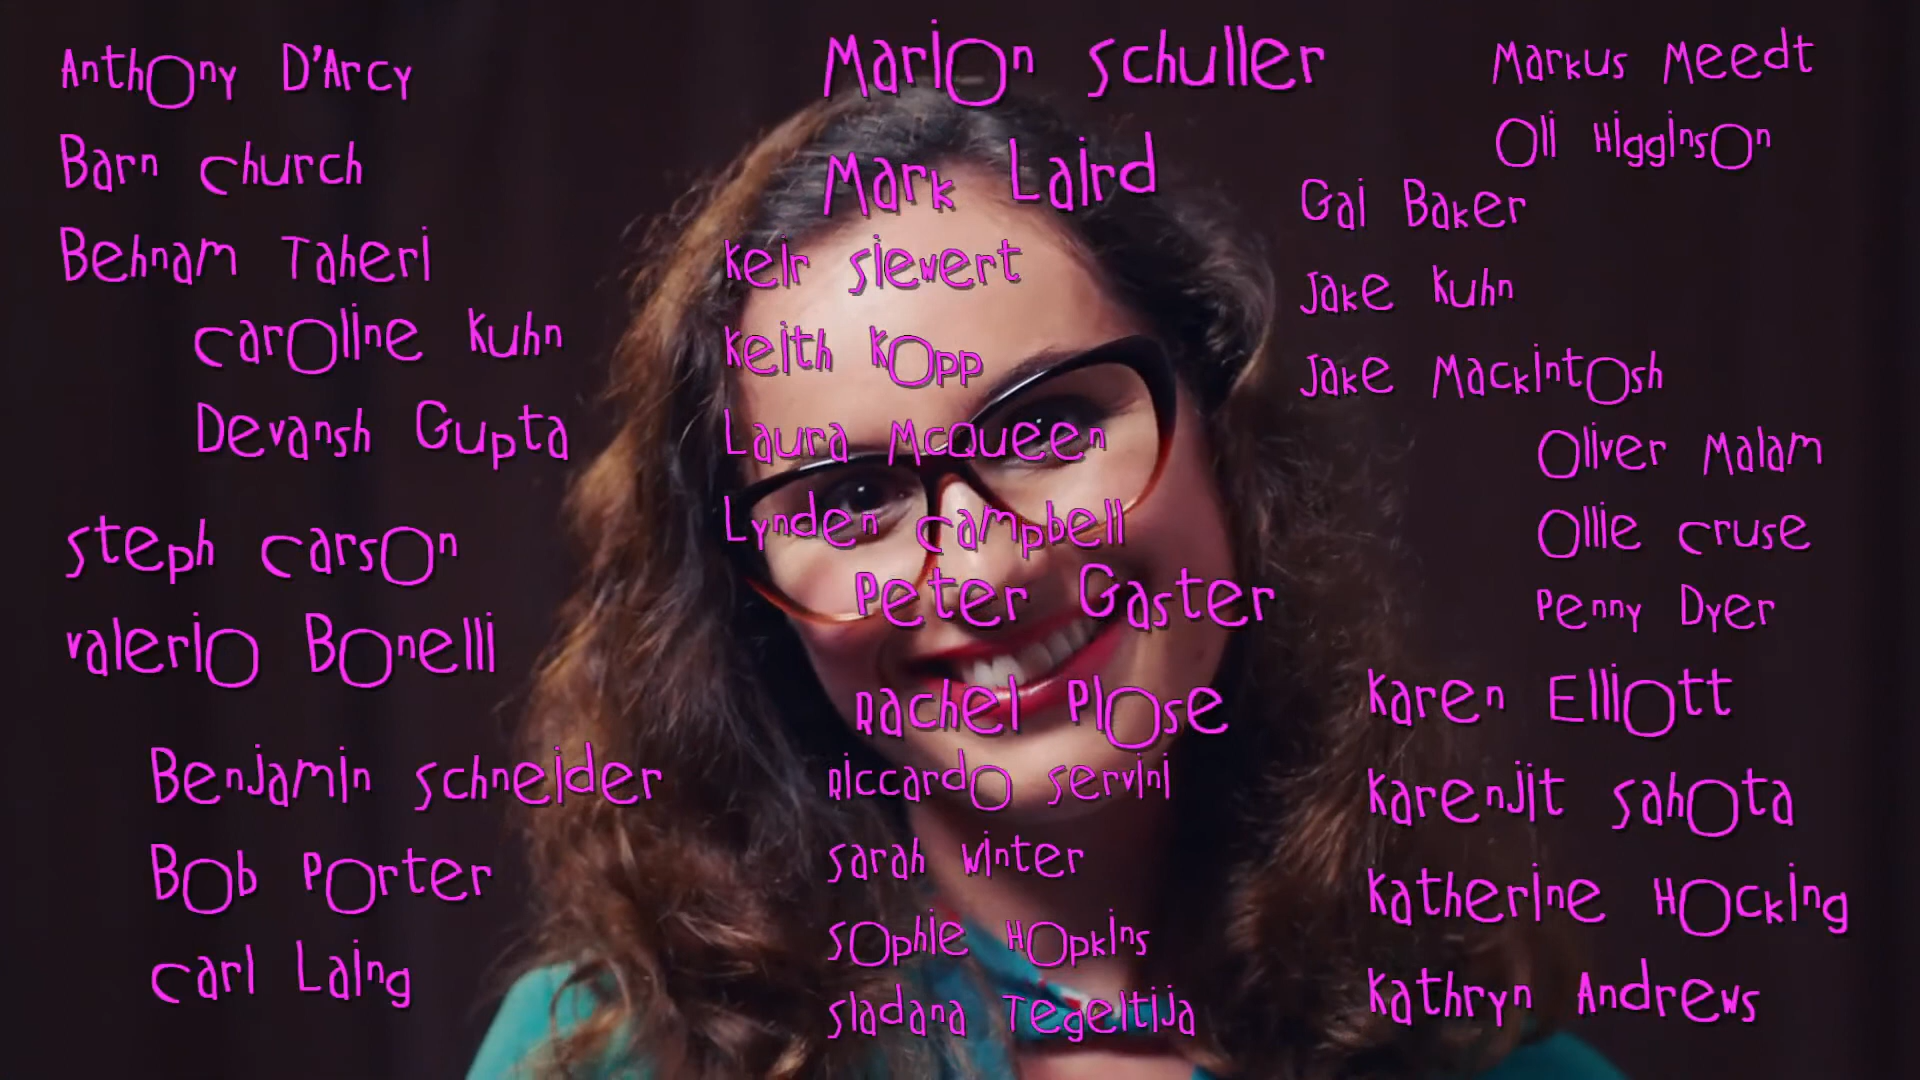 Anthony D'Arcy
Barn Church
Behnam Taheri
Caroline Kuhn
Devansh Gupta
Steph Carson
Valerio Bonelli
Benjamin Schneider
Bob Porter
Carl Laing
Marion Schuller
Mark Laird
Keir Siewert
Keith Kopp
Laura McQueen
Lynden Campbell
Peter Gaster
Rachel Plose
Riccardo Servini
Sarah Winter
Sophie Hopkins
Sladana Tegeltija
Markus Meedt
Oli Higginson
Gai Baker
Jake Kuhn
Jake Mackintosh
Oliver Malam
Ollie Cruse
Penny Dyer
Karen Elliott
Karenjit Sahota
Katherine Hocking
Kathryn Andrews